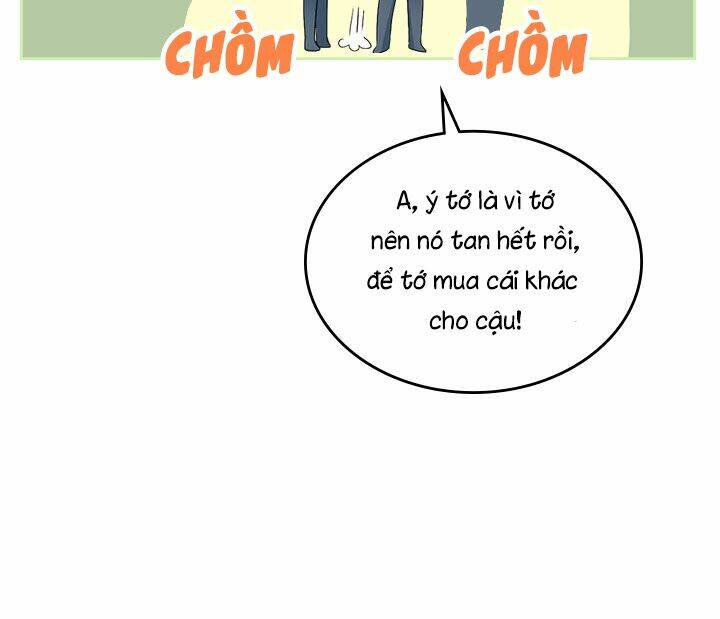 CHỒM
CHỒM
A, ý tớ là vì tớ
nên nó tan hết rồi,
để tớ mua cái khác
cho cậu!